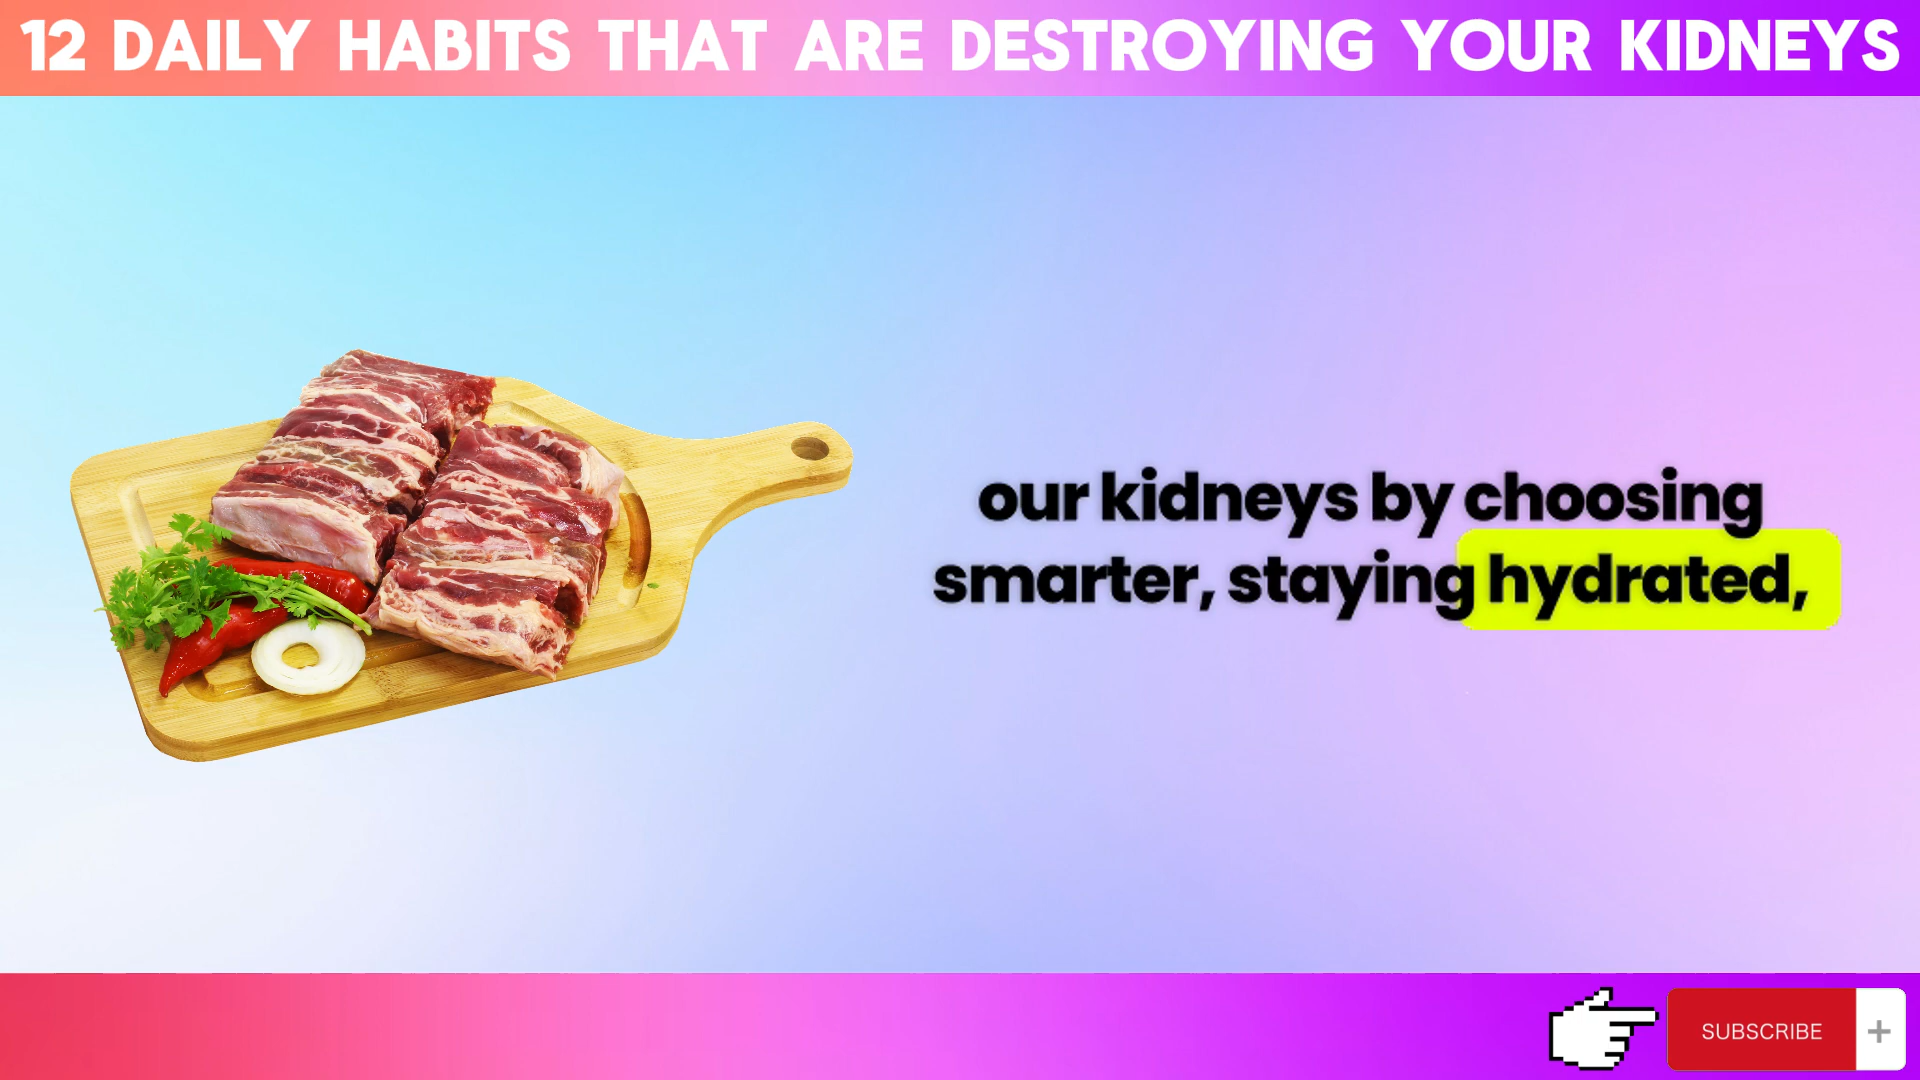 12 DAILY HABITS THAT ARE DESTROYING YOUR KIDNEYS
our kidneys by choosing
smarter, staying hydrated,
SUBSCRIBE +